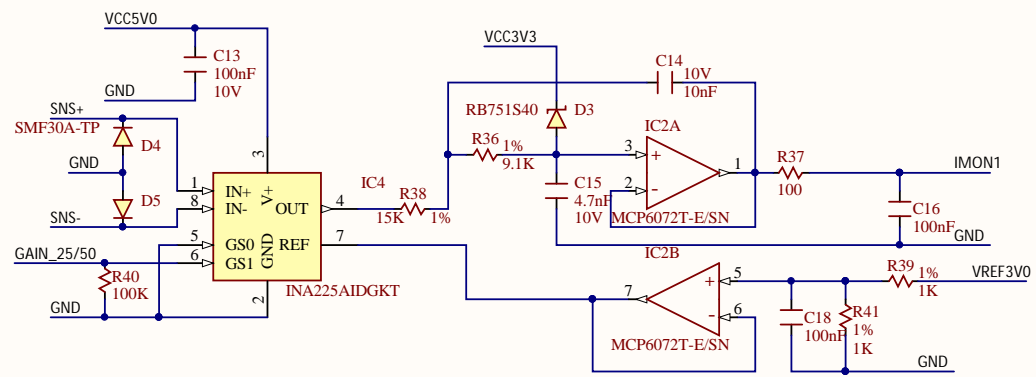 VCC5V0
C13
100nF
10V
GND
SNS+
SMF30A-TP
D4
GND
D5
SNS-
GAIN_25/50
R40
100K
GND
3
1
IN+
8
IN-
V+
OUT
4
IC4
5
GS0
6
GS1
GND
REF
7
2
INA225AIDGKT
R38
15K
1%
VCC3V3
C14
10V
10nF
RB751S40
D3
R36
1%
9.1K
IC2A
3
+
2
-
1
C15
4.7nF
10V
MCP6072T-E/SN
R37
100
IMON1
C16
100nF
GND
IC2B
5
+
6
-
7
MCP6072T-E/SN
R39
1%
1K
VREF3V0
C18
100nF
R41
1%
1K
GND